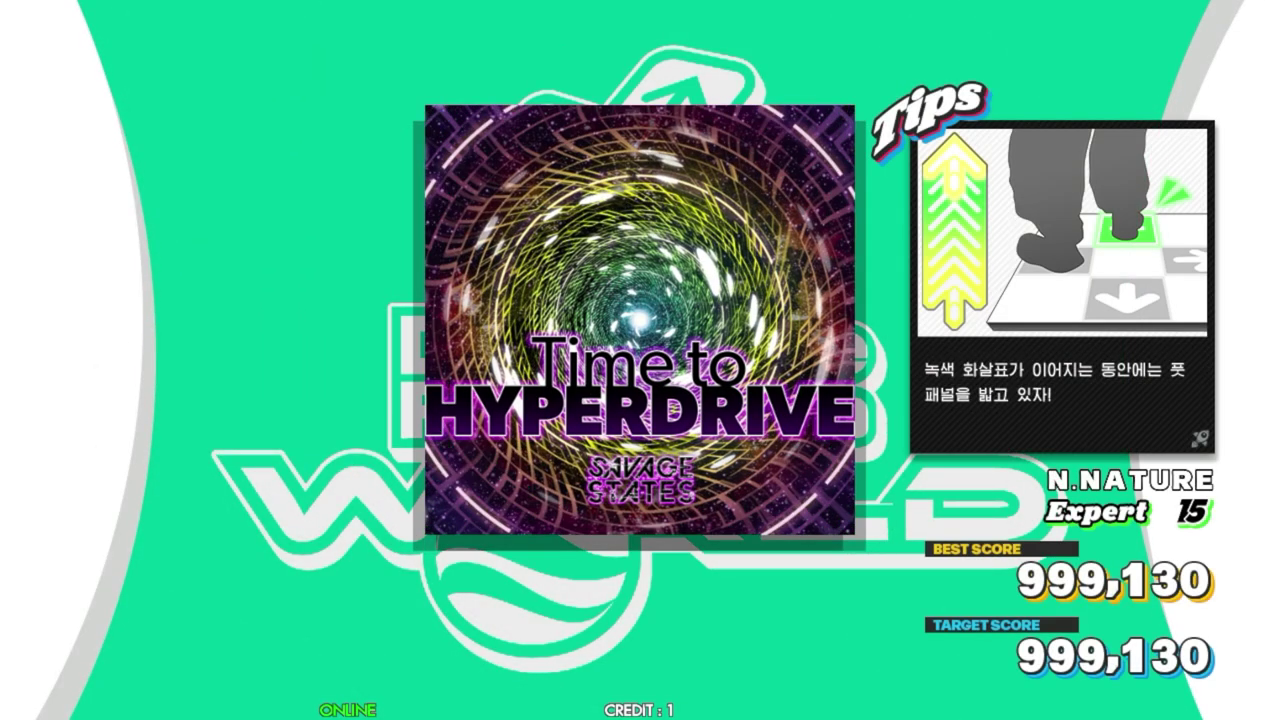 Tips
Time to
HYPERDRIVE
SAVAGE
STATES
녹색 화살표가 이어지는 동안에는 풋
패널을 밟고 있자!
N.NATURE
Expert 15
BEST SCORE
999,130
TARGET SCORE
999,130
WORLD
ONLINE
CREDIT : 1